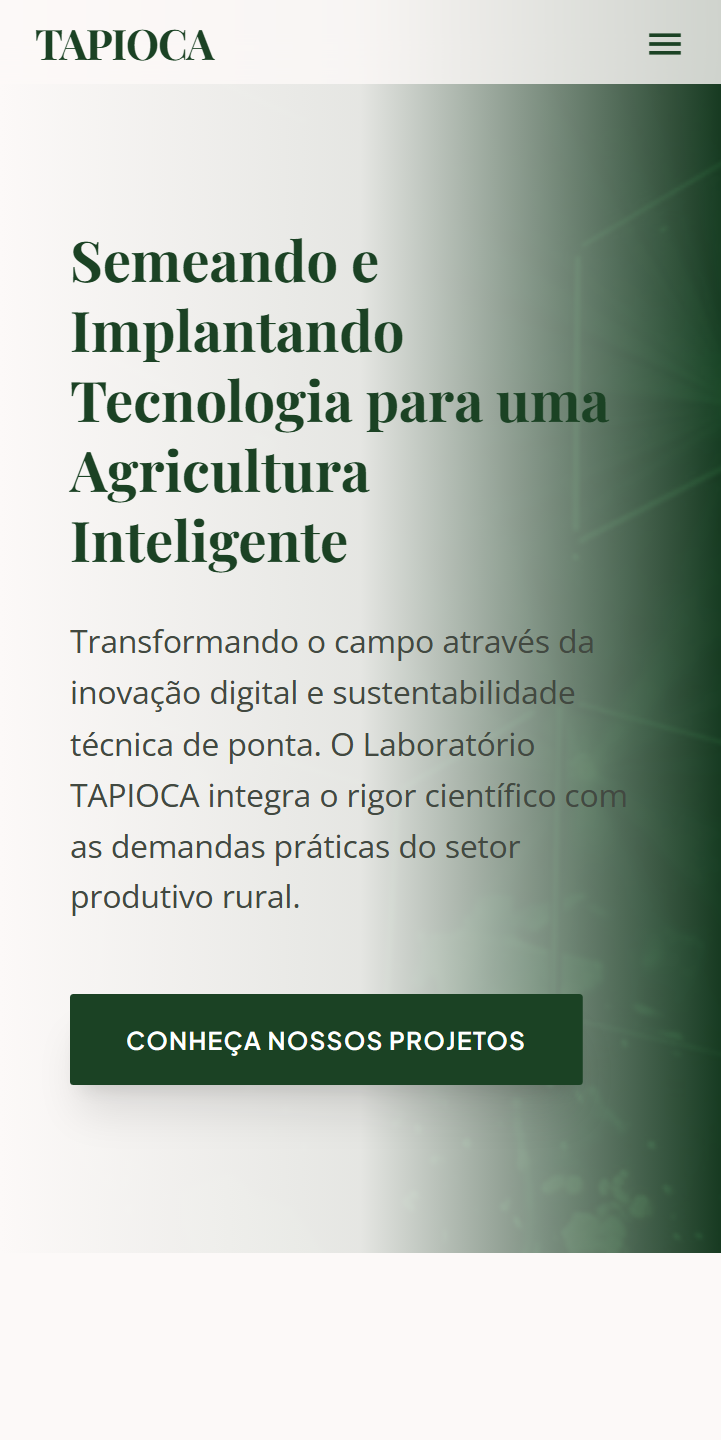 TAPIOCA
Semeando e
Implantando
Tecnologia para uma
Agricultura
Inteligente
Transformando o campo através da
inovação digital e sustentabilidade
técnica de ponta. O Laboratório
TAPIOCA integra o rigor científico com
as demandas práticas do setor
produtivo rural.
CONHEÇA NOSSOS PROJETOS